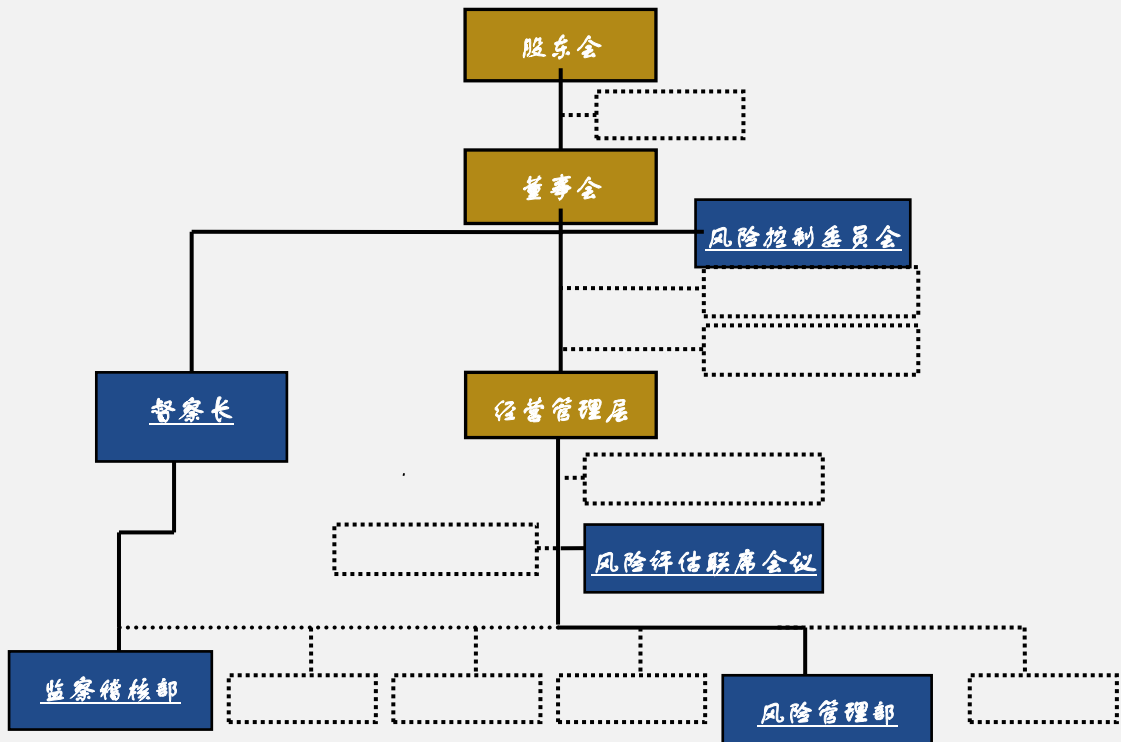 股东会
董事会
风险控制委员会
督察长
经营管理层
风险评估联席会议
监察稽核部
风险管理部